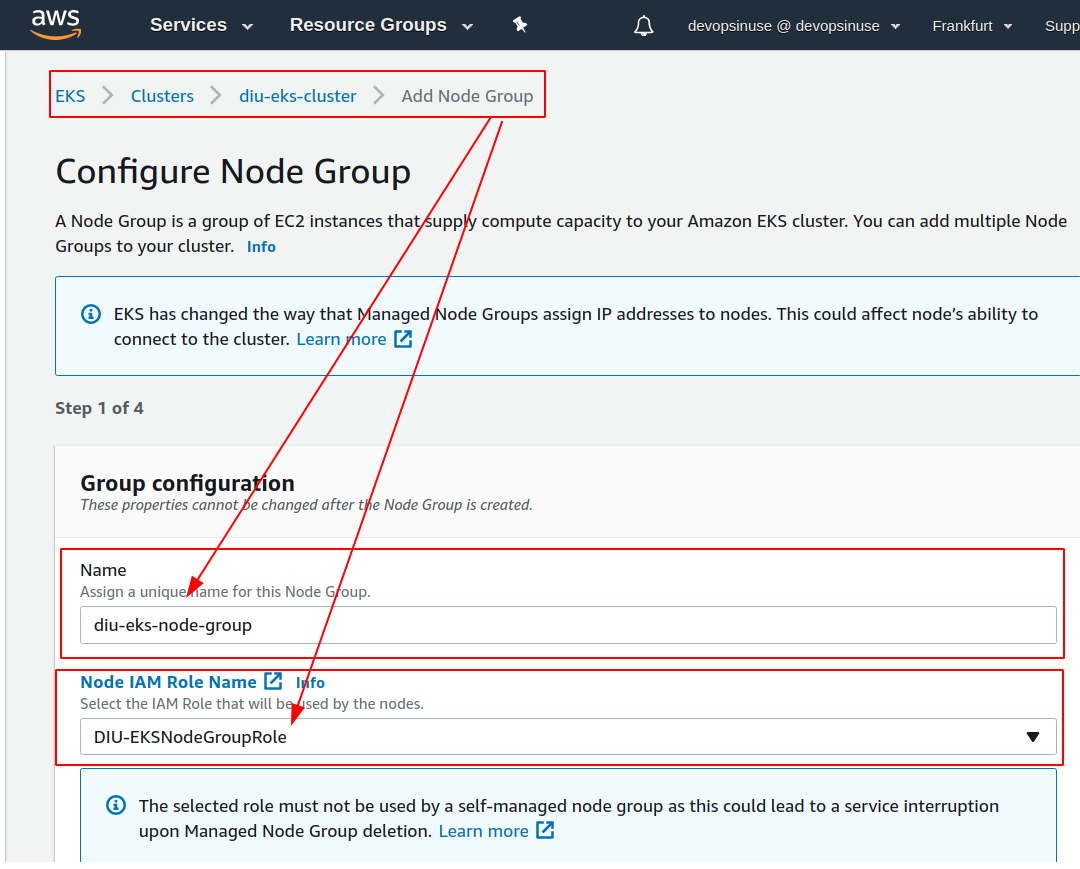 aws Services Resource Groups devopsinuse @ devopsinuse Frankfurt Supp
EKS Clusters diu-eks-cluster Add Node Group
Configure Node Group
A Node Group is a group of EC2 instances that supply compute capacity to your Amazon EKS cluster. You can add multiple Node
Groups to your cluster. Info
EKS has changed the way that Managed Node Groups assign IP addresses to nodes. This could affect node's ability to
connect to the cluster. Learn more
Step 1 of 4
Group configuration
These properties cannot be changed after the Node Group is created.
Name
Assign a unique name for this Node Group.
diu-eks-node-group
Node IAM Role Name Info
Select the IAM Role that will be used by the nodes.
DIU-EKSNodeGroupRole
The selected role must not be used by a self-managed node group as this could lead to a service interruption
upon Managed Node Group deletion. Learn more